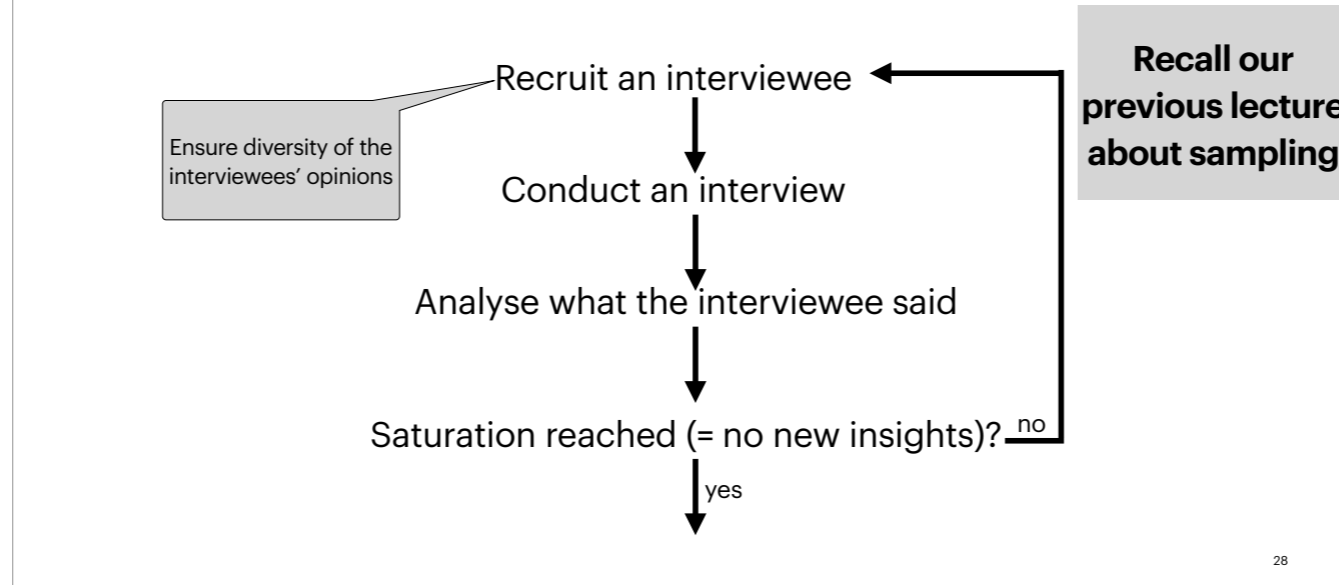 Recall our
previous lecture
about sampling
Recruit an interviewee
Ensure diversity of the
interviewees’ opinions
Conduct an interview
Analyse what the interviewee said
Saturation reached (= no new insights)?
no
yes
28